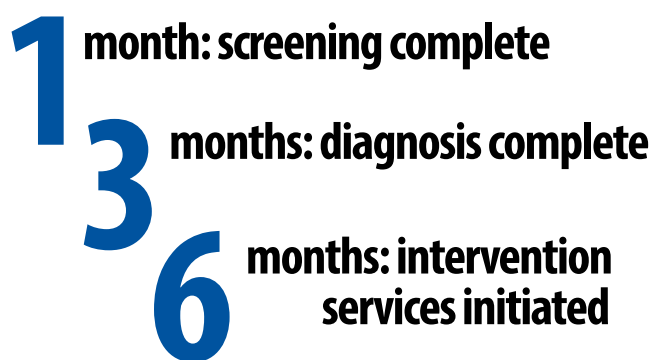 1 month: screening complete
3 months: diagnosis complete
6 months: intervention
services initiated